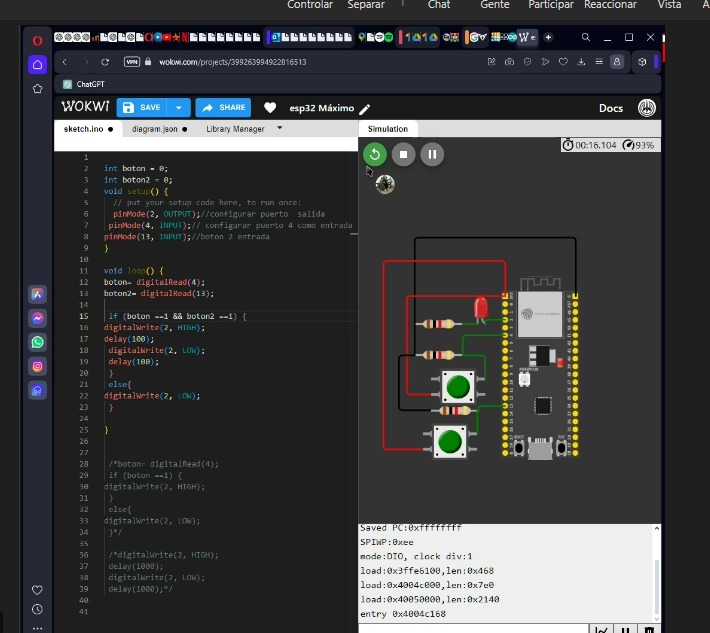 Controlar Separar Chat Gente Participar Reaccionar Vista
VPN wokwi.com/projects/399263994922816513
ChatGPT
WOKWI SAVE SHARE esp32 Máximo Docs
sketch.ino diagram.json Library Manager
Simulation
00:16.104 93%
1
2 int boton = 0;
3 int boton2 = 0;
4 void setup() {
5 // put your setup code here, to run once:
6 pinMode(2, OUTPUT);//configurar puerto salida
7 pinMode(4, INPUT);// configurar puerto 4 como entrada
8 pinMode(13, INPUT);//boton 2 entrada
9 }
10
11 void loop() {
12 boton= digitalRead(4);
13 boton2= digitalRead(13);
14
15 if (boton ==1 && boton2 ==1) {
16 digitalWrite(2, HIGH);
17 delay(100);
18 digitalWrite(2, LOW);
19 delay(100);
20 }
21 else{
22 digitalWrite(2, LOW);
23 }
24
25 }
26
27
28 /*boton= digitalRead(4);
29 if (boton ==1) {
30 digitalWrite(2, HIGH);
31 }
32 else{
33 digitalWrite(2, LOW);
34 }*/
35
36 /*digitalWrite(2, HIGH);
37 delay(1000);
38 digitalWrite(2, LOW);
39 delay(1000);*/
40
41
Saved PC:0xffffffff
SPIWP:0xee
mode:DIO, clock div:1
load:0x3ffe6100,len:0x468
load:0x4004c000,len:0x7e0
load:0x40050000,len:0x2140
entry 0x4004c168